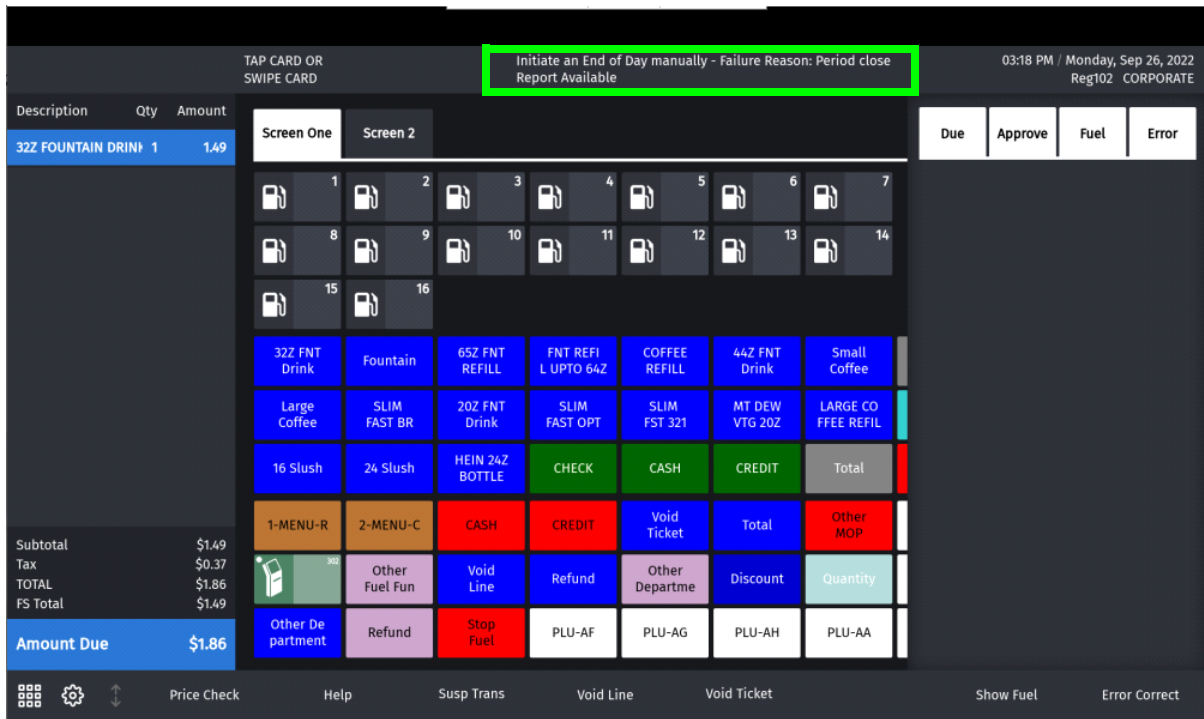 TAP CARD OR
SWIPE CARD
Initiate an End of Day manually - Failure Reason: Period close
Report Available
03:18 PM / Monday, Sep 26, 2022
Reg102 CORPORATE
Description Qty Amount
32Z FOUNTAIN DRINK 1 1.49
Screen One Screen 2
Due Approve Fuel Error
1 2 3 4 5 6 7
8 9 10 11 12 13 14
15 16
32Z FNT
Drink
Fountain
65Z FNT
REFILL
FNT REFI
L UPTO 64Z
COFFEE
REFILL
44Z FNT
Drink
Small
Coffee
Large
Coffee
SLIM
FAST BR
20Z FNT
Drink
SLIM
FAST OPT
SLIM
FST 321
MT DEW
VTG 20Z
LARGE CO
FFEE REFIL
16 Slush
24 Slush
HEIN 24Z
BOTTLE
CHECK
CASH
CREDIT
Total
1-MENU-R
2-MENU-C
CASH
CREDIT
Void
Ticket
Total
Other
MOP
302
Other
Fuel Fun
Void
Line
Refund
Other
Departme
Discount
Quantity
Other De
partment
Refund
Stop
Fuel
PLU-AF
PLU-AG
PLU-AH
PLU-AA
Subtotal $1.49
Tax $0.37
TOTAL $1.86
FS Total $1.49
Amount Due $1.86
Price Check Help Susp Trans Void Line Void Ticket Show Fuel Error Correct